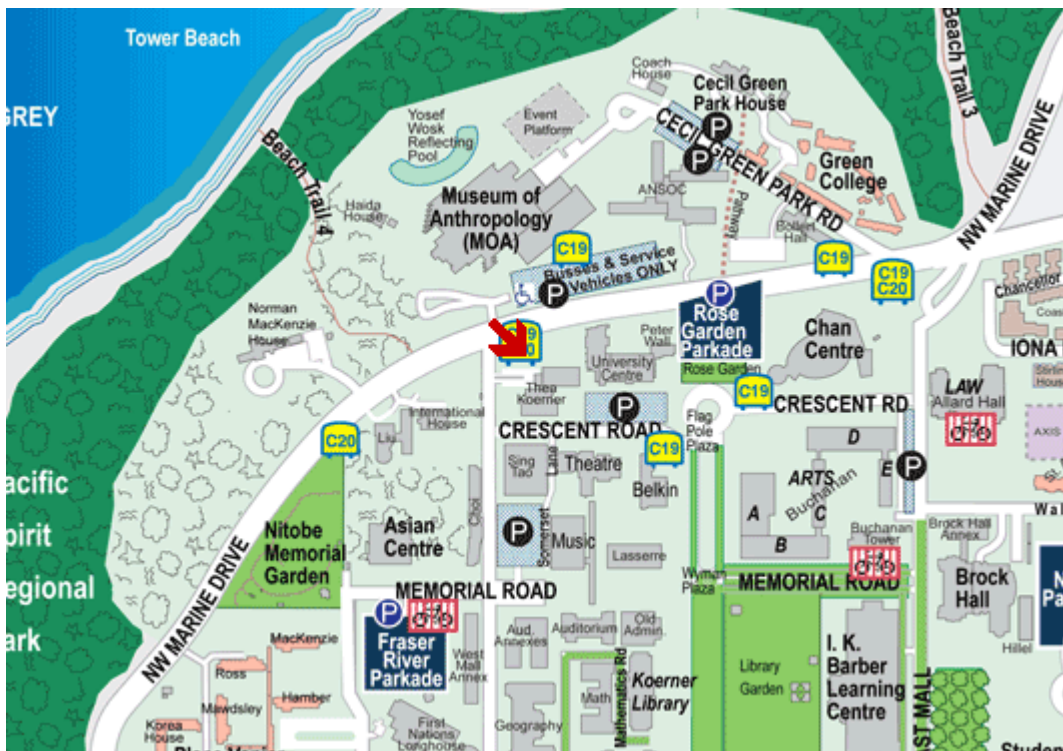 Tower Beach
GREY
Beach Trail 4
Yosef
Wosk
Reflecting
Pool
Event
Platform
Coach
House
Cecil Green
Park House
P
P
CECIL GREEN PARK RD
Green
College
Beach Trail 3
NW MARINE DRIVE
Haida
House
Museum of
Anthropology
(MOA)
ANSOC
Pathway
Bollert
Hall
C19
Busses & Service
Vehicles ONLY
P
C19
C19
C20
Norman
MacKenzie
House
P
Rose
Garden
Parkade
Rose Garden
Peter
Wall
University
Centre
Chan
Centre
Chancellor
IONA
Thea
Koerner
P
C19
CRESCENT RD
LAW
Allard Hall
AXIS
International
House
Liu
C20
CRESCENT ROAD
C19
Flag
Pole
Plaza
Sing
Tao
Lane
Theatre
Belkin
D
E
P
ARTS
Buchanan
A
C
B
acific
pirit
egional
ark
Nitobe
Memorial
Garden
Asian
Centre
Choi
P
Somerset
Music
Lasserre
Buchanan
Tower
Brock Hall
Annex
Brock
Hall
Wyman
Plaza
MEMORIAL ROAD
MEMORIAL ROAD
NW MARINE DRIVE
P
Fraser
River
Parkade
West
Mall
Annex
Aud.
Annexes
Auditorium
Old
Admin.
Hillel
MacKenzie
Ross
Hamber
Mawdsley
Korea
House
First
Nations
Longhouse
Geography
Math
Mathematics Rd
Koerner
Library
Library
Garden
I. K.
Barber
Learning
Centre
AST MALL